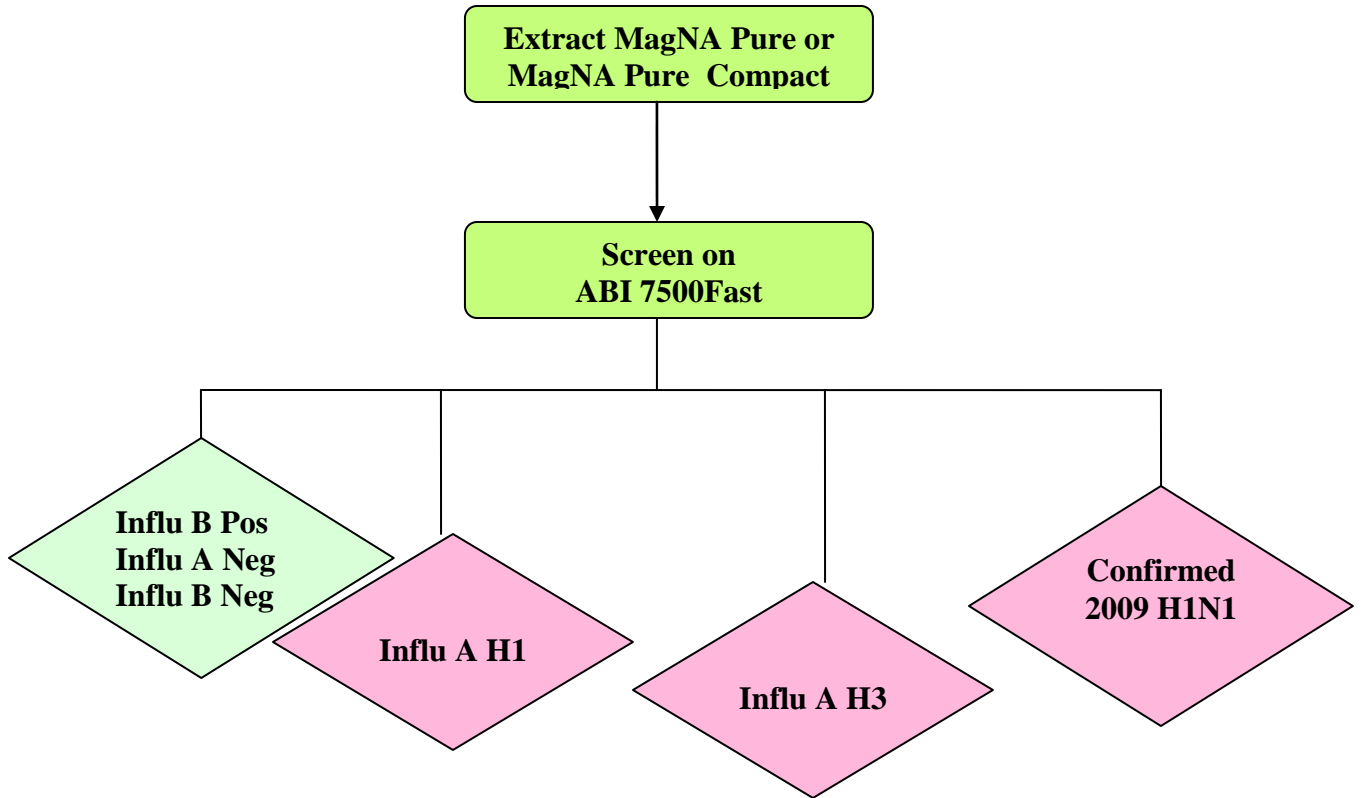 Extract MagNA Pure or
MagNA Pure Compact
Screen on
ABI 7500Fast
Influ B Pos
Influ A Neg
Influ B Neg
Influ A H1
Influ A H3
Confirmed
2009 H1N1